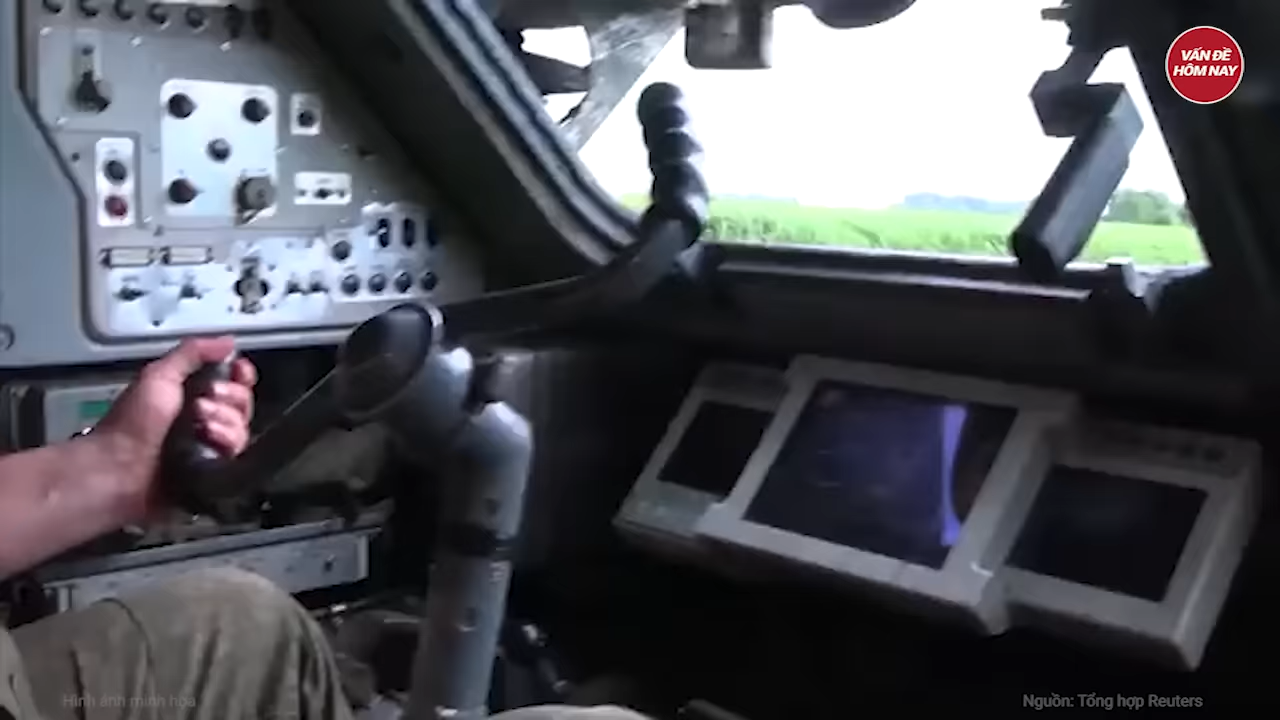 VẤN ĐỀ
HÔM NAY
Hình ảnh minh họa
Nguồn: Tổng hợp Reuters